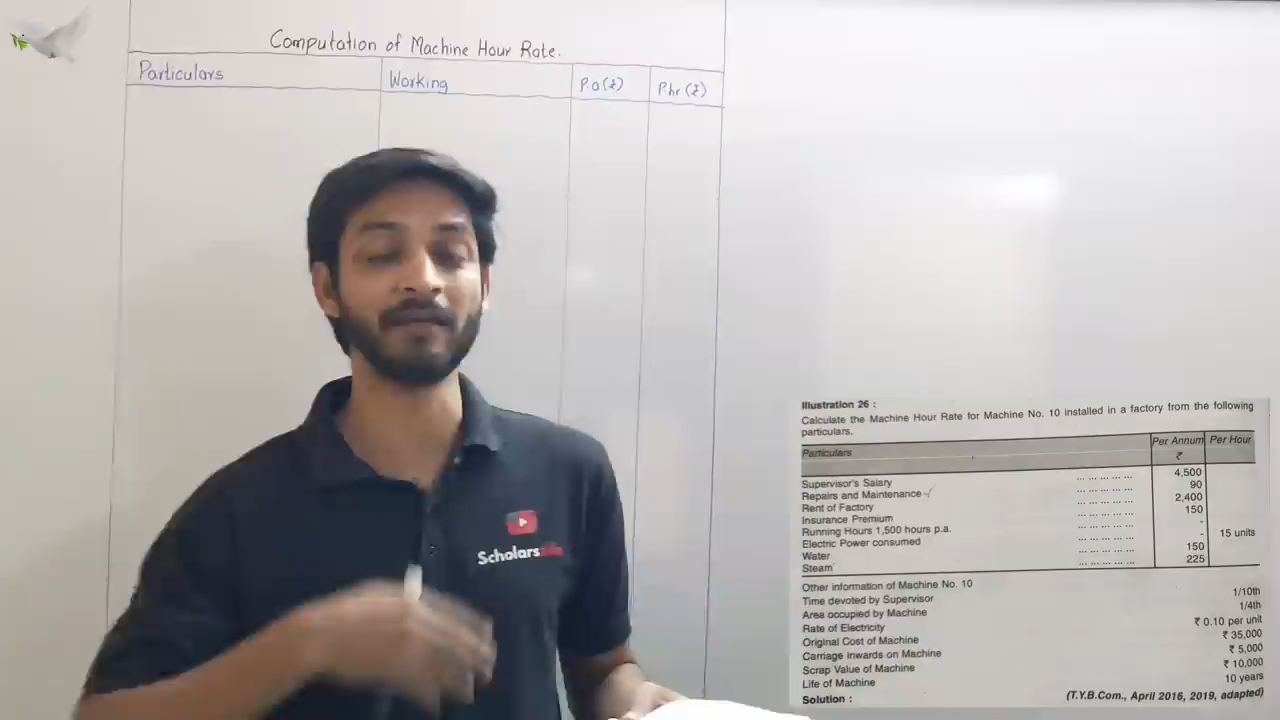 Computation of Machine Hour Rate.
Particulars Working P.a(₹) P.hr(₹)
Scholars
Illustration 26 :
Calculate the Machine Hour Rate for Machine No. 10 installed in a factory from the following
particulars.
Particulars Per Annum Per Hour
₹
Supervisor's Salary ... ... ... ... ... 4,500
Repairs and Maintenance ... ... ... ... ... 90
Rent of Factory ... ... ... ... ... 2,400
Insurance Premium ... ... ... ... ... 150
Running Hours 1,500 hours p.a. ... ... ... ... ... -
Electric Power consumed ... ... ... ... ... - 15 units
Water ... ... ... ... ... 150
Steam ... ... ... ... ... 225
Other information of Machine No. 10
Time devoted by Supervisor 1/10th
Area occupied by Machine 1/4th
Rate of Electricity ₹ 0.10 per unit
Original Cost of Machine ₹ 35,000
Carriage Inwards on Machine ₹ 5,000
Scrap Value of Machine ₹ 10,000
Life of Machine 10 years
Solution : (T.Y.B.Com., April 2016, 2019, adapted)